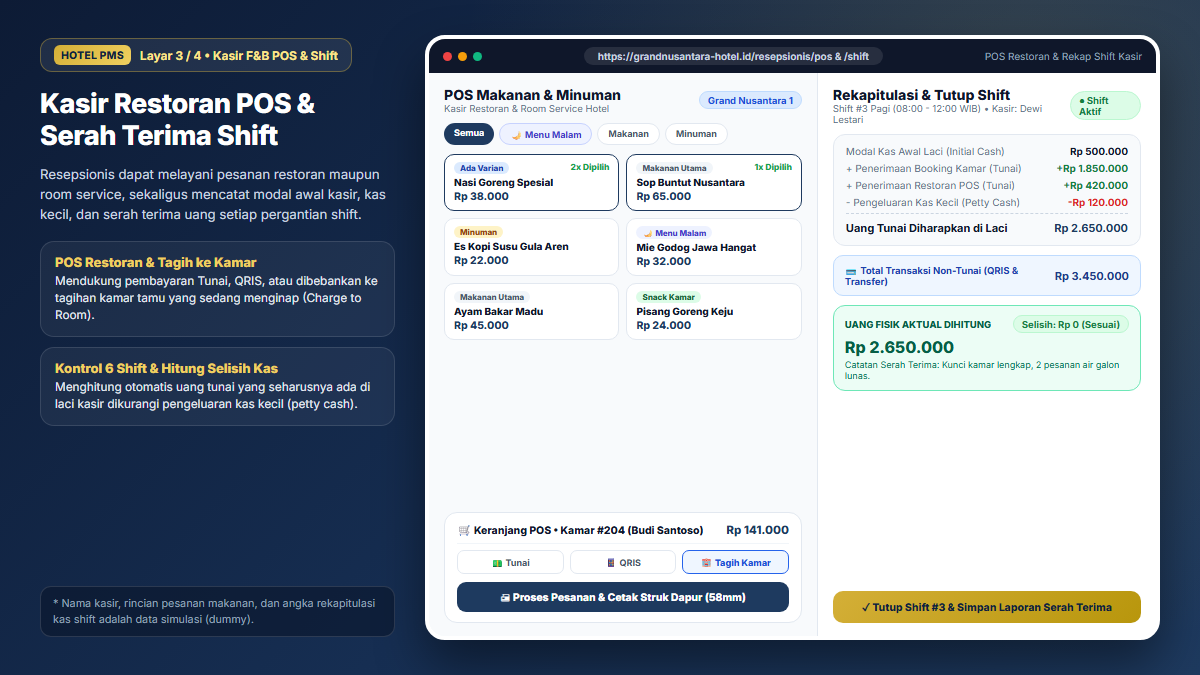 HOTEL PMS Layar 3 / 4 • Kasir F&B POS & Shift
Kasir Restoran POS &
Serah Terima Shift
Resepsionis dapat melayani pesanan restoran maupun
room service, sekaligus mencatat modal awal kasir, kas
kecil, dan serah terima uang setiap pergantian shift.
POS Restoran & Tagih ke Kamar
Mendukung pembayaran Tunai, QRIS, atau dibebankan ke
tagihan kamar tamu yang sedang menginap (Charge to
Room).
Kontrol 6 Shift & Hitung Selisih Kas
Menghitung otomatis uang tunai yang seharusnya ada di
laci kasir dikurangi pengeluaran kas kecil (petty cash).
* Nama kasir, rincian pesanan makanan, dan angka rekapitulasi
kas shift adalah data simulasi (dummy).
https://grandnusantara-hotel.id/resepsionis/pos & /shift
POS Restoran & Rekap Shift Kasir
POS Makanan & Minuman
Kasir Restoran & Room Service Hotel
Grand Nusantara 1
Semua 🌙 Menu Malam Makanan Minuman
Ada Varian 2x Dipilih
Nasi Goreng Spesial
Rp 38.000
Makanan Utama 1x Dipilih
Sop Buntut Nusantara
Rp 65.000
Minuman
Es Kopi Susu Gula Aren
Rp 22.000
🌙 Menu Malam
Mie Godog Jawa Hangat
Rp 32.000
Makanan Utama
Ayam Bakar Madu
Rp 45.000
Snack Kamar
Pisang Goreng Keju
Rp 24.000
🛒 Keranjang POS • Kamar #204 (Budi Santoso) Rp 141.000
💵 Tunai 📱 QRIS 🏨 Tagih Kamar
Proses Pesanan & Cetak Struk Dapur (58mm)
Rekapitulasi & Tutup Shift
Shift #3 Pagi (08:00 - 12:00 WIB) • Kasir: Dewi
Lestari
● Shift
Aktif
Modal Kas Awal Laci (Initial Cash) Rp 500.000
+ Penerimaan Booking Kamar (Tunai) +Rp 1.850.000
+ Penerimaan Restoran POS (Tunai) +Rp 420.000
- Pengeluaran Kas Kecil (Petty Cash) -Rp 120.000
Uang Tunai Diharapkan di Laci Rp 2.650.000
💳 Total Transaksi Non-Tunai (QRIS &
Transfer)
Rp 3.450.000
UANG FISIK AKTUAL DIHITUNG Selisih: Rp 0 (Sesuai)
Rp 2.650.000
Catatan Serah Terima: Kunci kamar lengkap, 2 pesanan air galon
lunas.
✓ Tutup Shift #3 & Simpan Laporan Serah Terima